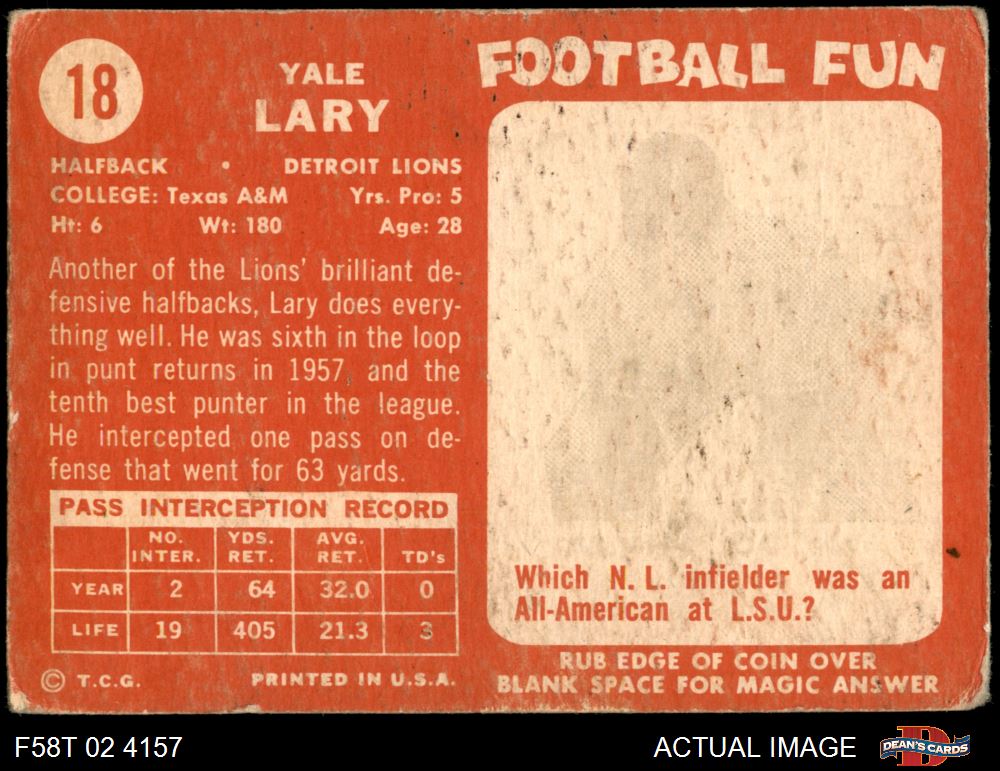 18
YALE
LARY
HALFBACK • DETROIT LIONS
COLLEGE: Texas A&M Yrs. Pro: 5
Ht: 6 Wt: 180 Age: 28
Another of the Lions' brilliant de-
fensive halfbacks, Lary does every-
thing well. He was sixth in the loop
in punt returns in 1957, and the
tenth best punter in the league.
He intercepted one pass on de-
fense that went for 63 yards.
PASS INTERCEPTION RECORD
NO. INTER. YDS. RET. AVG. RET. TD's
YEAR 2 64 32.0 0
LIFE 19 405 21.3 3
© T.C.G. PRINTED IN U.S.A.
FOOTBALL FUN
Which N. L. infielder was an
All-American at L.S.U.?
RUB EDGE OF COIN OVER
BLANK SPACE FOR MAGIC ANSWER
F58T 02 4157 ACTUAL IMAGE DEAN'S CARDS